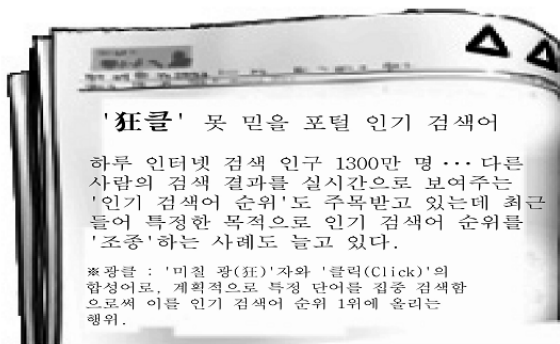 '狂클' 못 믿을 포털 인기 검색어
하루 인터넷 검색 인구 1300만 명 … 다른
사람의 검색 결과를 실시간으로 보여주는
'인기 검색어 순위'도 주목받고 있는데 최근
들어 특정한 목적으로 인기 검색어 순위를
'조종'하는 사례도 늘고 있다.
※광클 : '미칠 광(狂)'자와 '클릭(Click)'의
합성어로, 계획적으로 특정 단어를 집중 검색함
으로써 이를 인기 검색어 순위 1위에 올리는
행위.